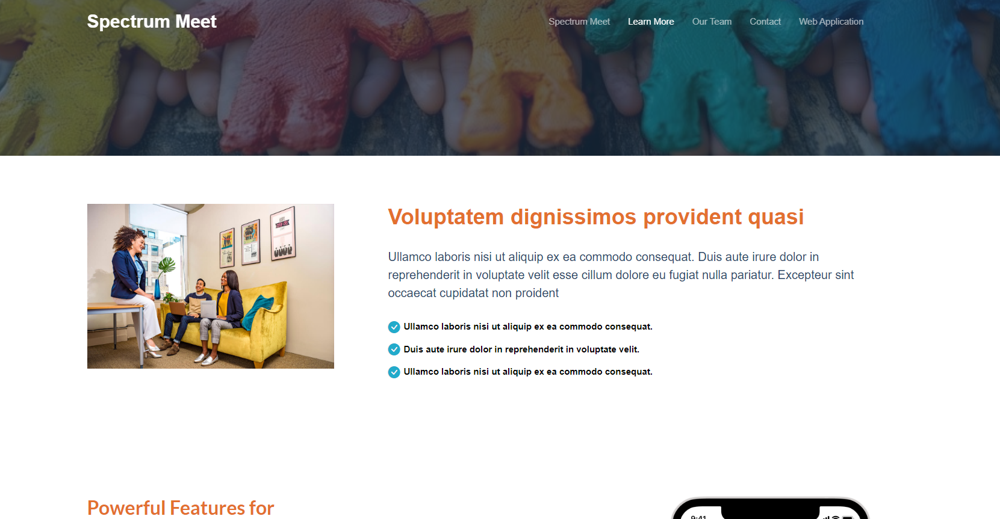 Spectrum Meet
Spectrum Meet Learn More Our Team Contact Web Application
Voluptatem dignissimos provident quasi
Ullamco laboris nisi ut aliquip ex ea commodo consequat. Duis aute irure dolor in
reprehenderit in voluptate velit esse cillum dolore eu fugiat nulla pariatur. Excepteur sint
occaecat cupidatat non proident
Ullamco laboris nisi ut aliquip ex ea commodo consequat.
Duis aute irure dolor in reprehenderit in voluptate velit.
Ullamco laboris nisi ut aliquip ex ea commodo consequat.
Powerful Features for
9:41